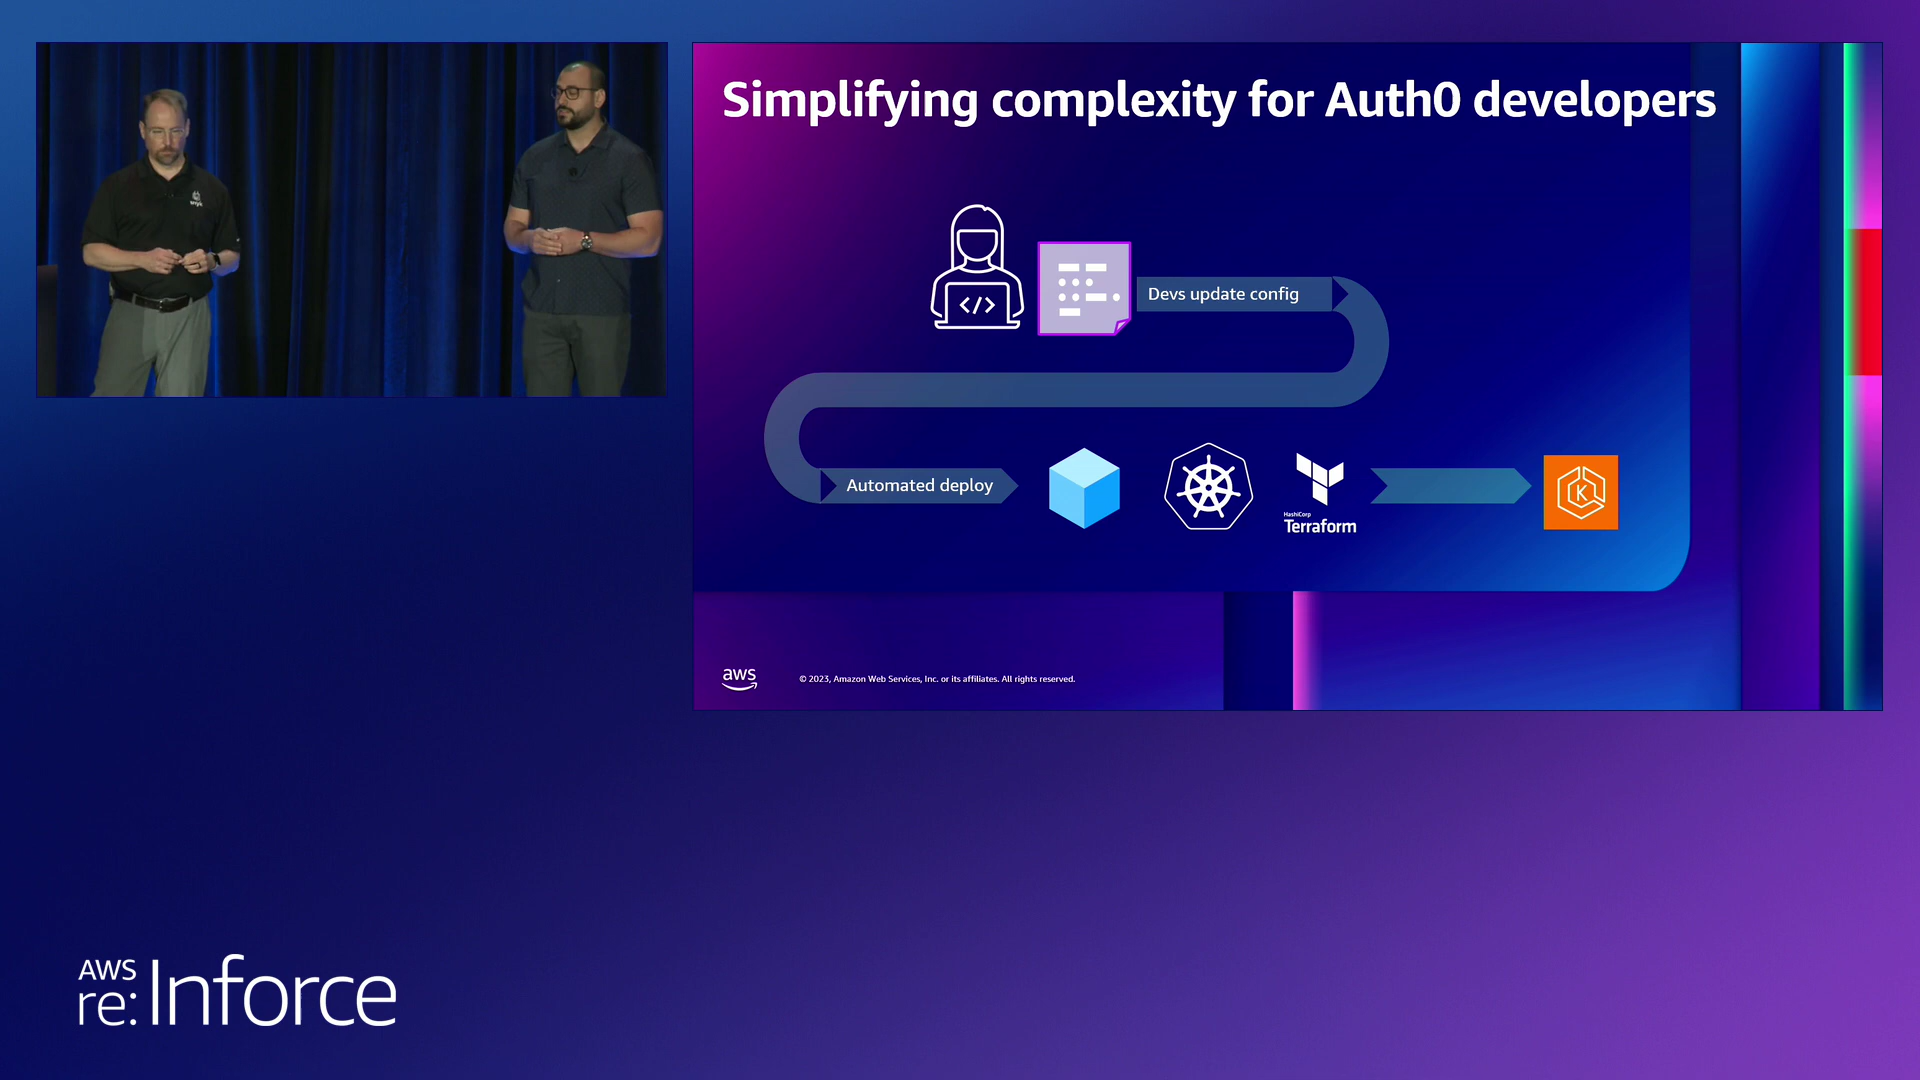 snyk
Simplifying complexity for Auth0 developers
</>
Devs update config
Automated deploy
HashiCorp
Terraform
K
aws
© 2023, Amazon Web Services, Inc. or its affiliates. All rights reserved.
AWS
re:Inforce